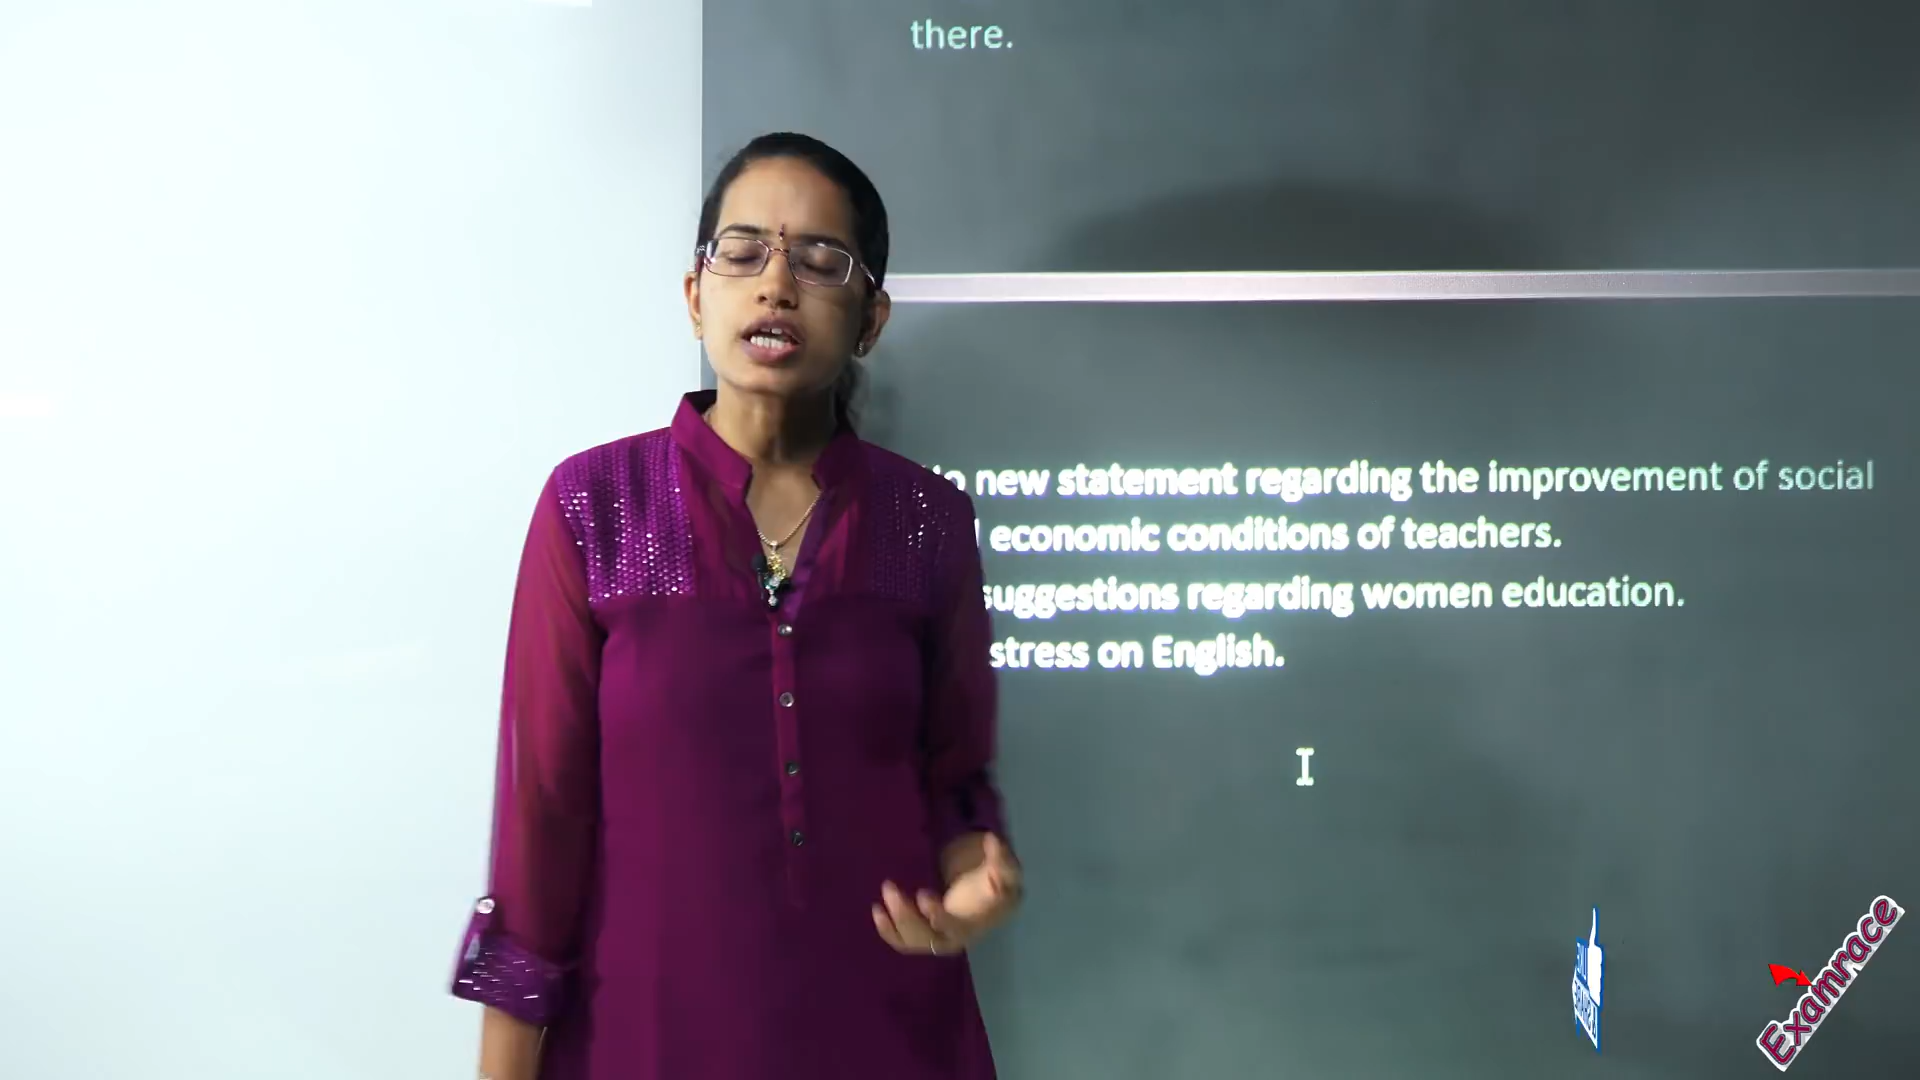 there.
new statement regarding the improvement of social
economic conditions of teachers.
suggestions regarding women education.
stress on English.
Examrace